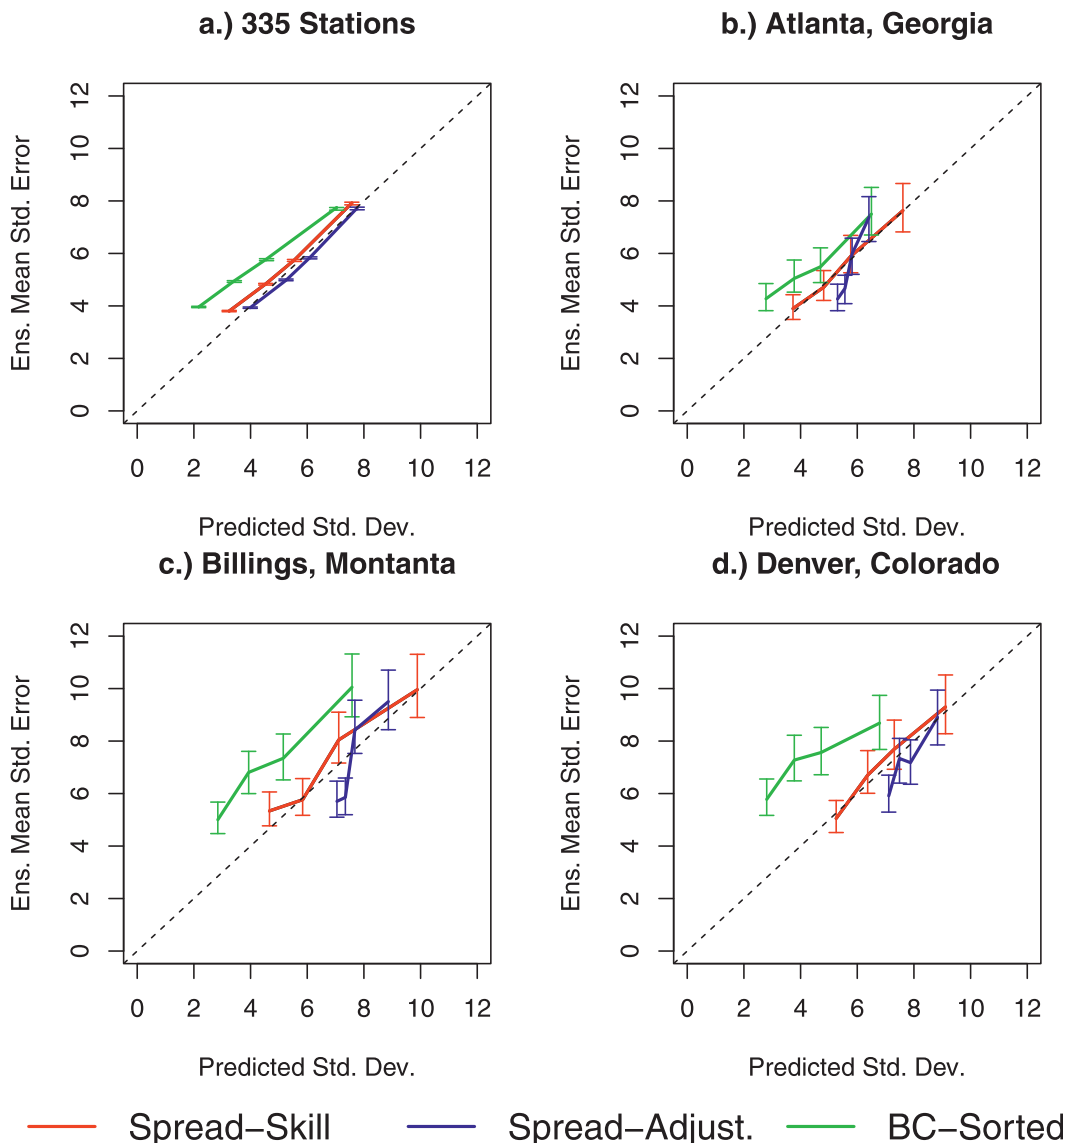 a.) 335 Stations
Ens. Mean Std. Error
0 2 4 6 8 10 12
0 2 4 6 8 10 12
Predicted Std. Dev.
b.) Atlanta, Georgia
Ens. Mean Std. Error
0 2 4 6 8 10 12
0 2 4 6 8 10 12
Predicted Std. Dev.
c.) Billings, Montanta
Ens. Mean Std. Error
0 2 4 6 8 10 12
0 2 4 6 8 10 12
Predicted Std. Dev.
d.) Denver, Colorado
Ens. Mean Std. Error
0 2 4 6 8 10 12
0 2 4 6 8 10 12
Predicted Std. Dev.
Spread−Skill Spread−Adjust. BC−Sorted